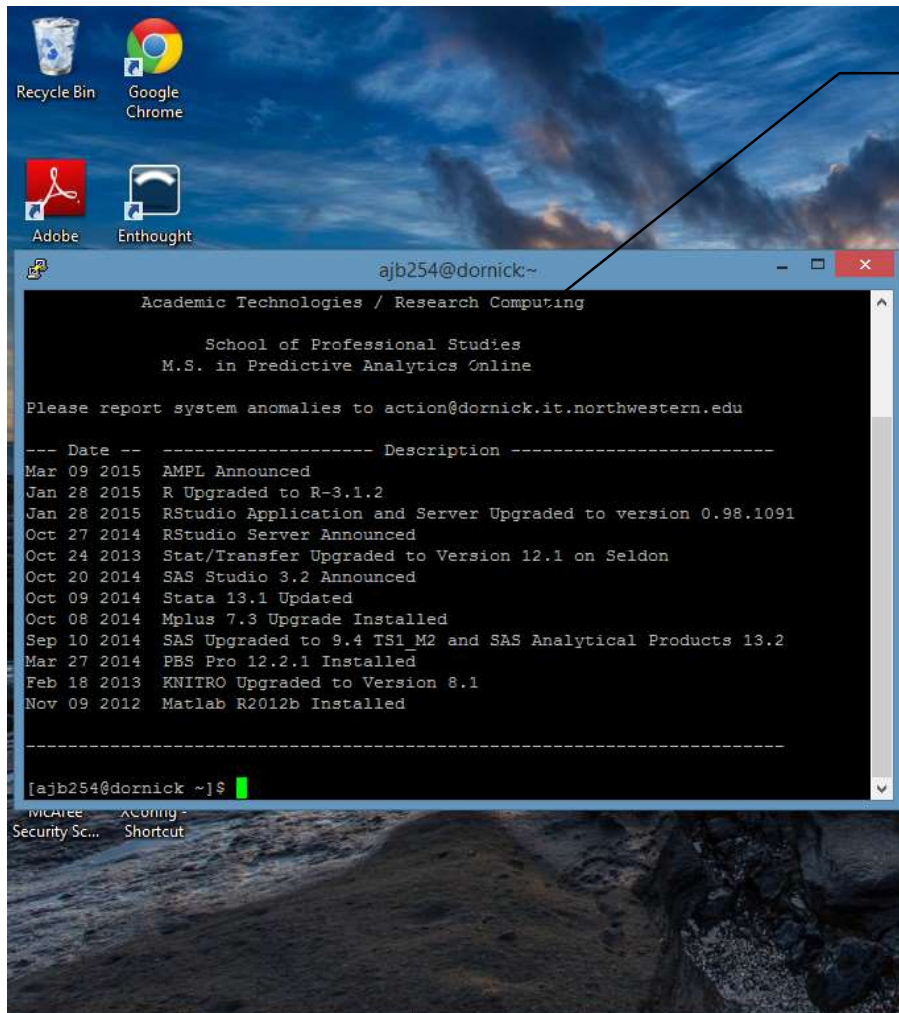 Recycle Bin
Google
Chrome
Adobe
Enthought
ajb254@dornick:~
Academic Technologies / Research Computing
School of Professional Studies
M.S. in Predictive Analytics Online
Please report system anomalies to action@dornick.it.northwestern.edu
--- Date -- -------------------- Description -------------------------
Mar 09 2015 AMPL Announced
Jan 28 2015 R Upgraded to R-3.1.2
Jan 28 2015 RStudio Application and Server Upgraded to version 0.98.1091
Oct 27 2014 RStudio Server Announced
Oct 24 2013 Stat/Transfer Upgraded to Version 12.1 on Seldon
Oct 20 2014 SAS Studio 3.2 Announced
Oct 09 2014 Stata 13.1 Updated
Oct 08 2014 Mplus 7.3 Upgrade Installed
Sep 10 2014 SAS Upgraded to 9.4 TS1_M2 and SAS Analytical Products 13.2
Mar 27 2014 PBS Pro 12.2.1 Installed
Feb 18 2013 KNITRO Upgraded to Version 8.1
Nov 09 2012 Matlab R2012b Installed
------------------------------------------------------------------------
[ajb254@dornick ~]$
McAfee
Security Sc...
XConfig -
Shortcut